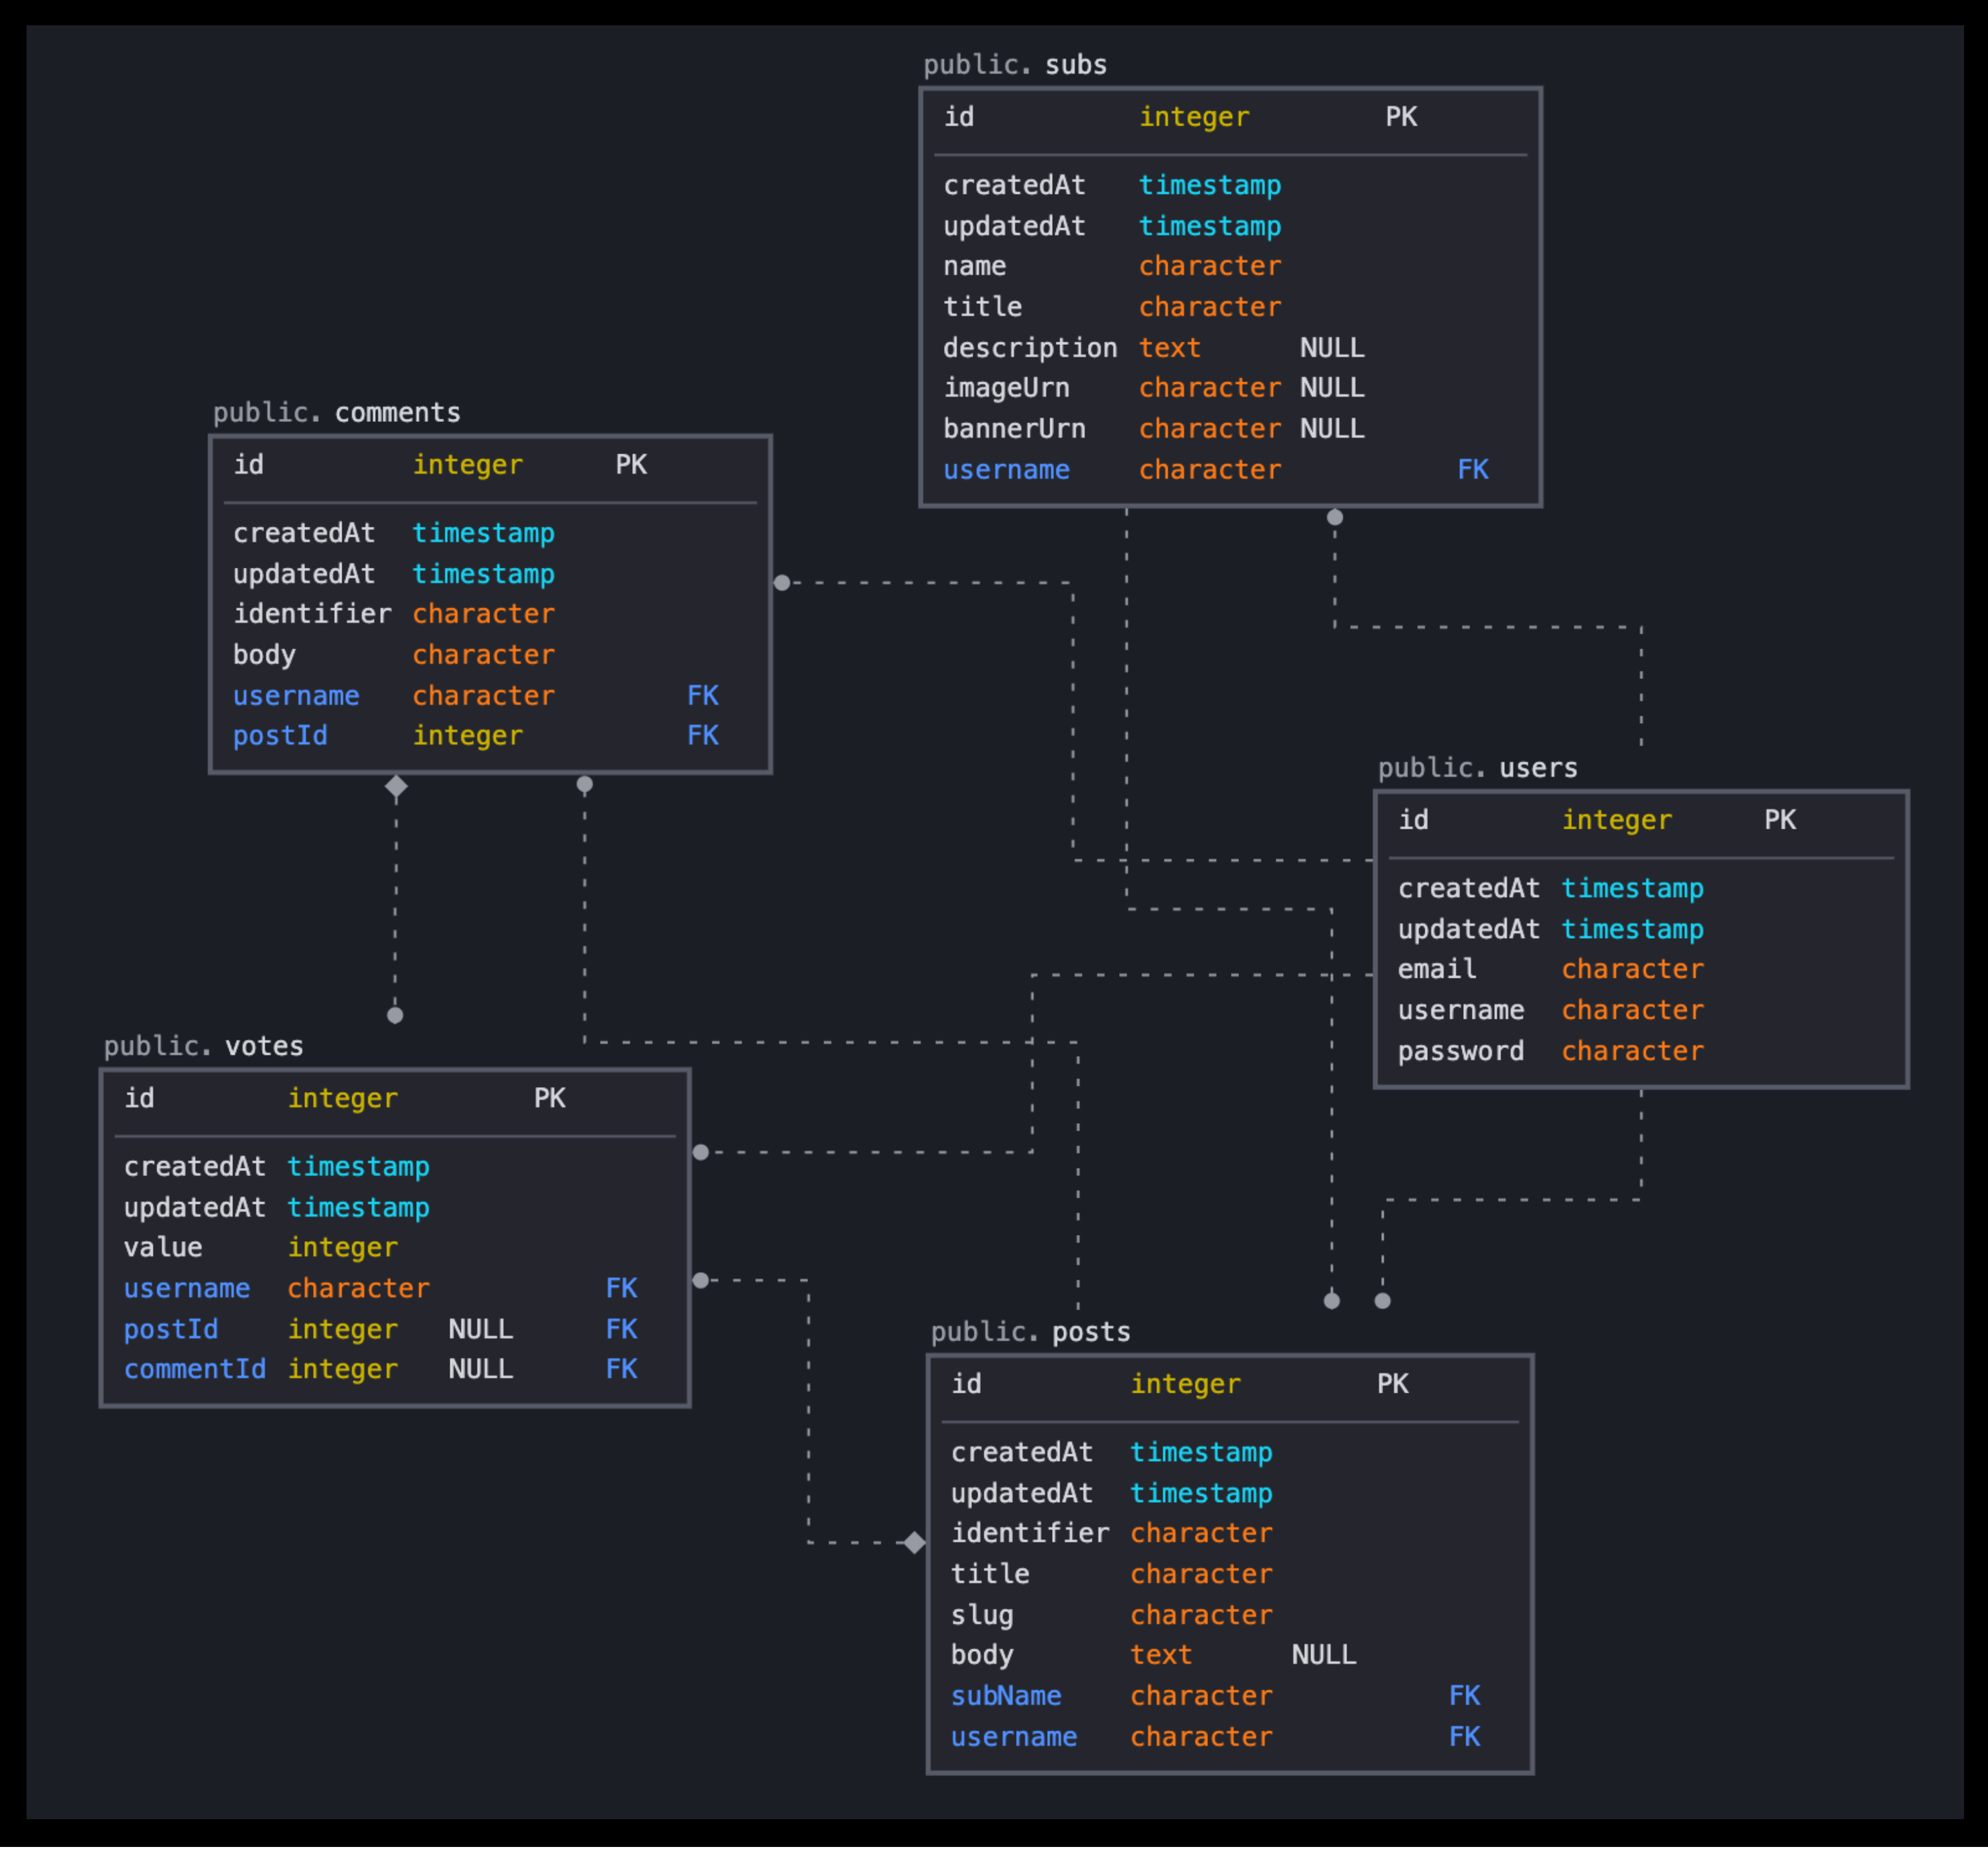 public. subs
id integer PK
createdAt timestamp
updatedAt timestamp
name character
title character
description text NULL
imageUrn character NULL
bannerUrn character NULL
username character FK
public. comments
id integer PK
createdAt timestamp
updatedAt timestamp
identifier character
body character
username character FK
postId integer FK
public. users
id integer PK
createdAt timestamp
updatedAt timestamp
email character
username character
password character
public. votes
id integer PK
createdAt timestamp
updatedAt timestamp
value integer
username character FK
postId integer NULL FK
commentId integer NULL FK
public. posts
id integer PK
createdAt timestamp
updatedAt timestamp
identifier character
title character
slug character
body text NULL
subName character FK
username character FK